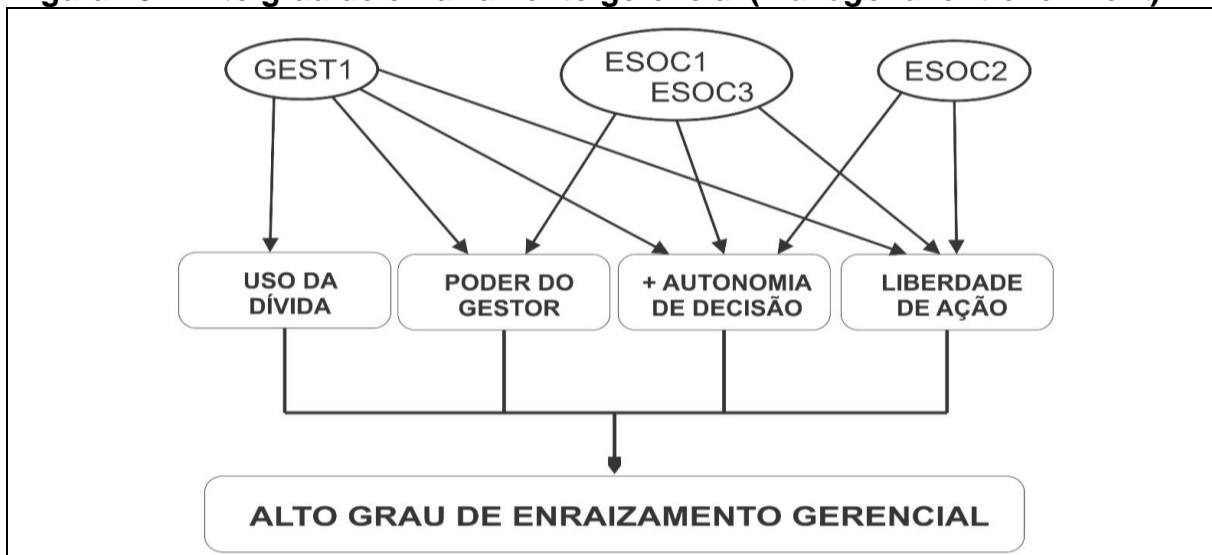 GEST1
ESOC1
ESOC3
ESOC2
USO DA
DÍVIDA
PODER DO
GESTOR
+ AUTONOMIA
DE DECISÃO
LIBERDADE
DE AÇÃO
ALTO GRAU DE ENRAIZAMENTO GERENCIAL